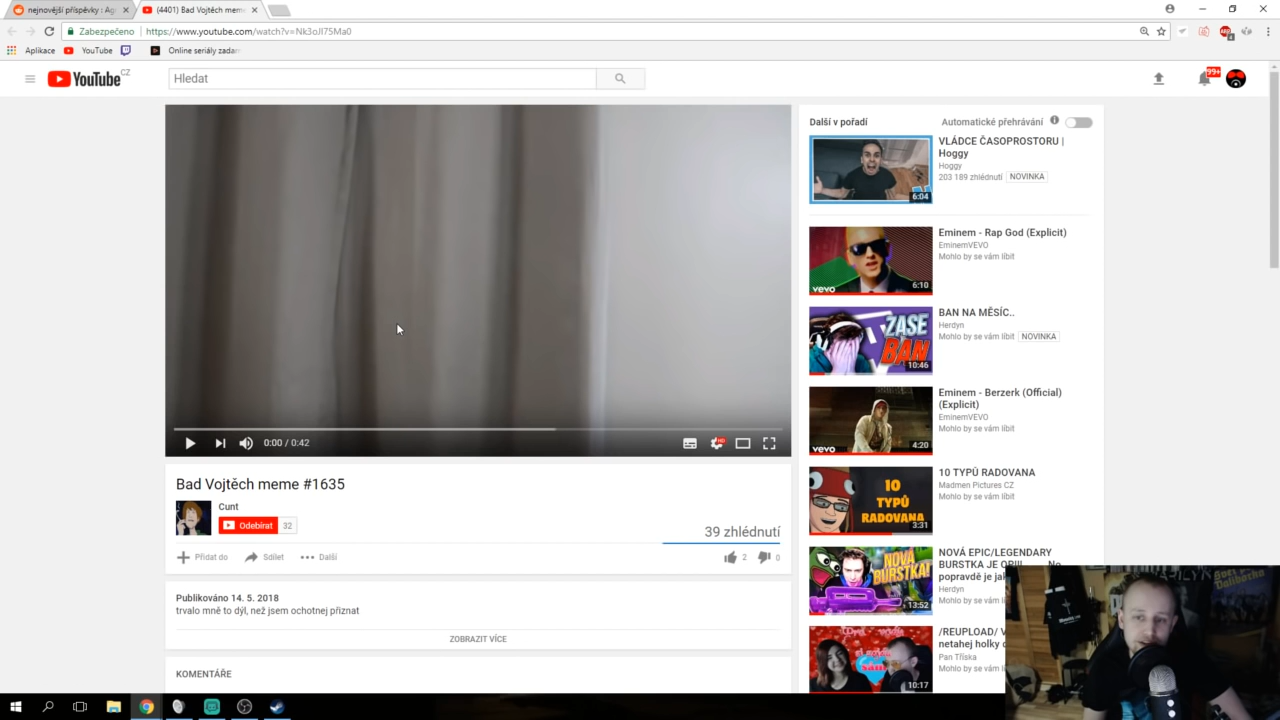 nejnovější příspěvky : Ag
(4401) Bad Vojtěch meme
Zabezpečeno
https://www.youtube.com/watch?v=Nk3oJI75Ma0
Aplikace
YouTube
Online seriály zadar
YouTube CZ
Hledat
99+
Další v pořadí
Automatické přehrávání
VLÁDCE ČASOPROSTORU |
Hoggy
Hoggy
203 189 zhlédnutí NOVINKA
6:04
Eminem - Rap God (Explicit)
EminemVEVO
Mohlo by se vám líbit
vevo
6:10
BAN NA MĚSÍC..
Herdyn
Mohlo by se vám líbit NOVINKA
ZASE
BAN
10:46
Eminem - Berzerk (Official)
(Explicit)
EminemVEVO
Mohlo by se vám líbit
vevo
4:20
10 TYPŮ RADOVANA
Madmen Pictures CZ
Mohlo by se vám líbit
10
TYPŮ
RADOVANA
3:31
NOVÁ EPIC/LEGENDARY
BURSTKA JE
popravdě je
Herdyn
Mohlo by se vám
NOVÁ
BURSTKA!
13:52
/REUPLOAD/
netahej holky
Pan Tříska
Mohlo by se vám
10:17
0:00 / 0:42
HD
Bad Vojtěch meme #1635
Cunt
Odebírat 32
39 zhlédnutí
Přidat do
Sdílet
Další
2
0
Publikováno 14. 5. 2018
trvalo mně to dýl, než jsem ochotnej přiznat
ZOBRAZIT VÍCE
KOMENTÁŘE